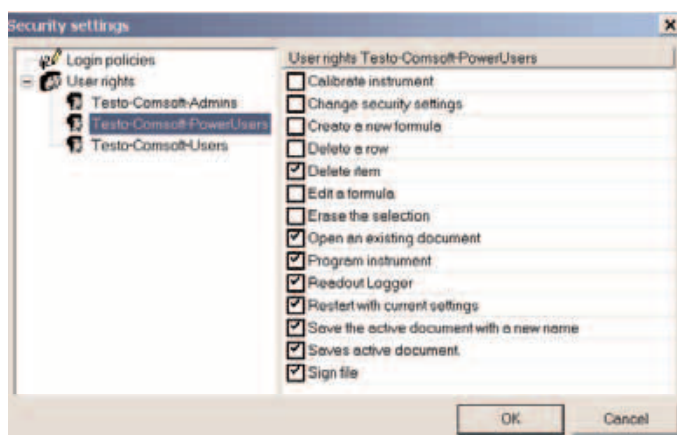 Security settings
Login policies
User rights
Testo-Comsoft-Admins
Testo-Comsoft-PowerUsers
Testo-Comsoft-Users
User rights Testo-Comsoft-PowerUsers
Calibrate instrument
Change security settings
Create a new formula
Delete a row
Delete item
Edit a formula
Erase the selection
Open an existing document
Program instrument
Readout Logger
Restart with current settings
Save the active document with a new name
Saves active document.
Sign file
OK
Cancel